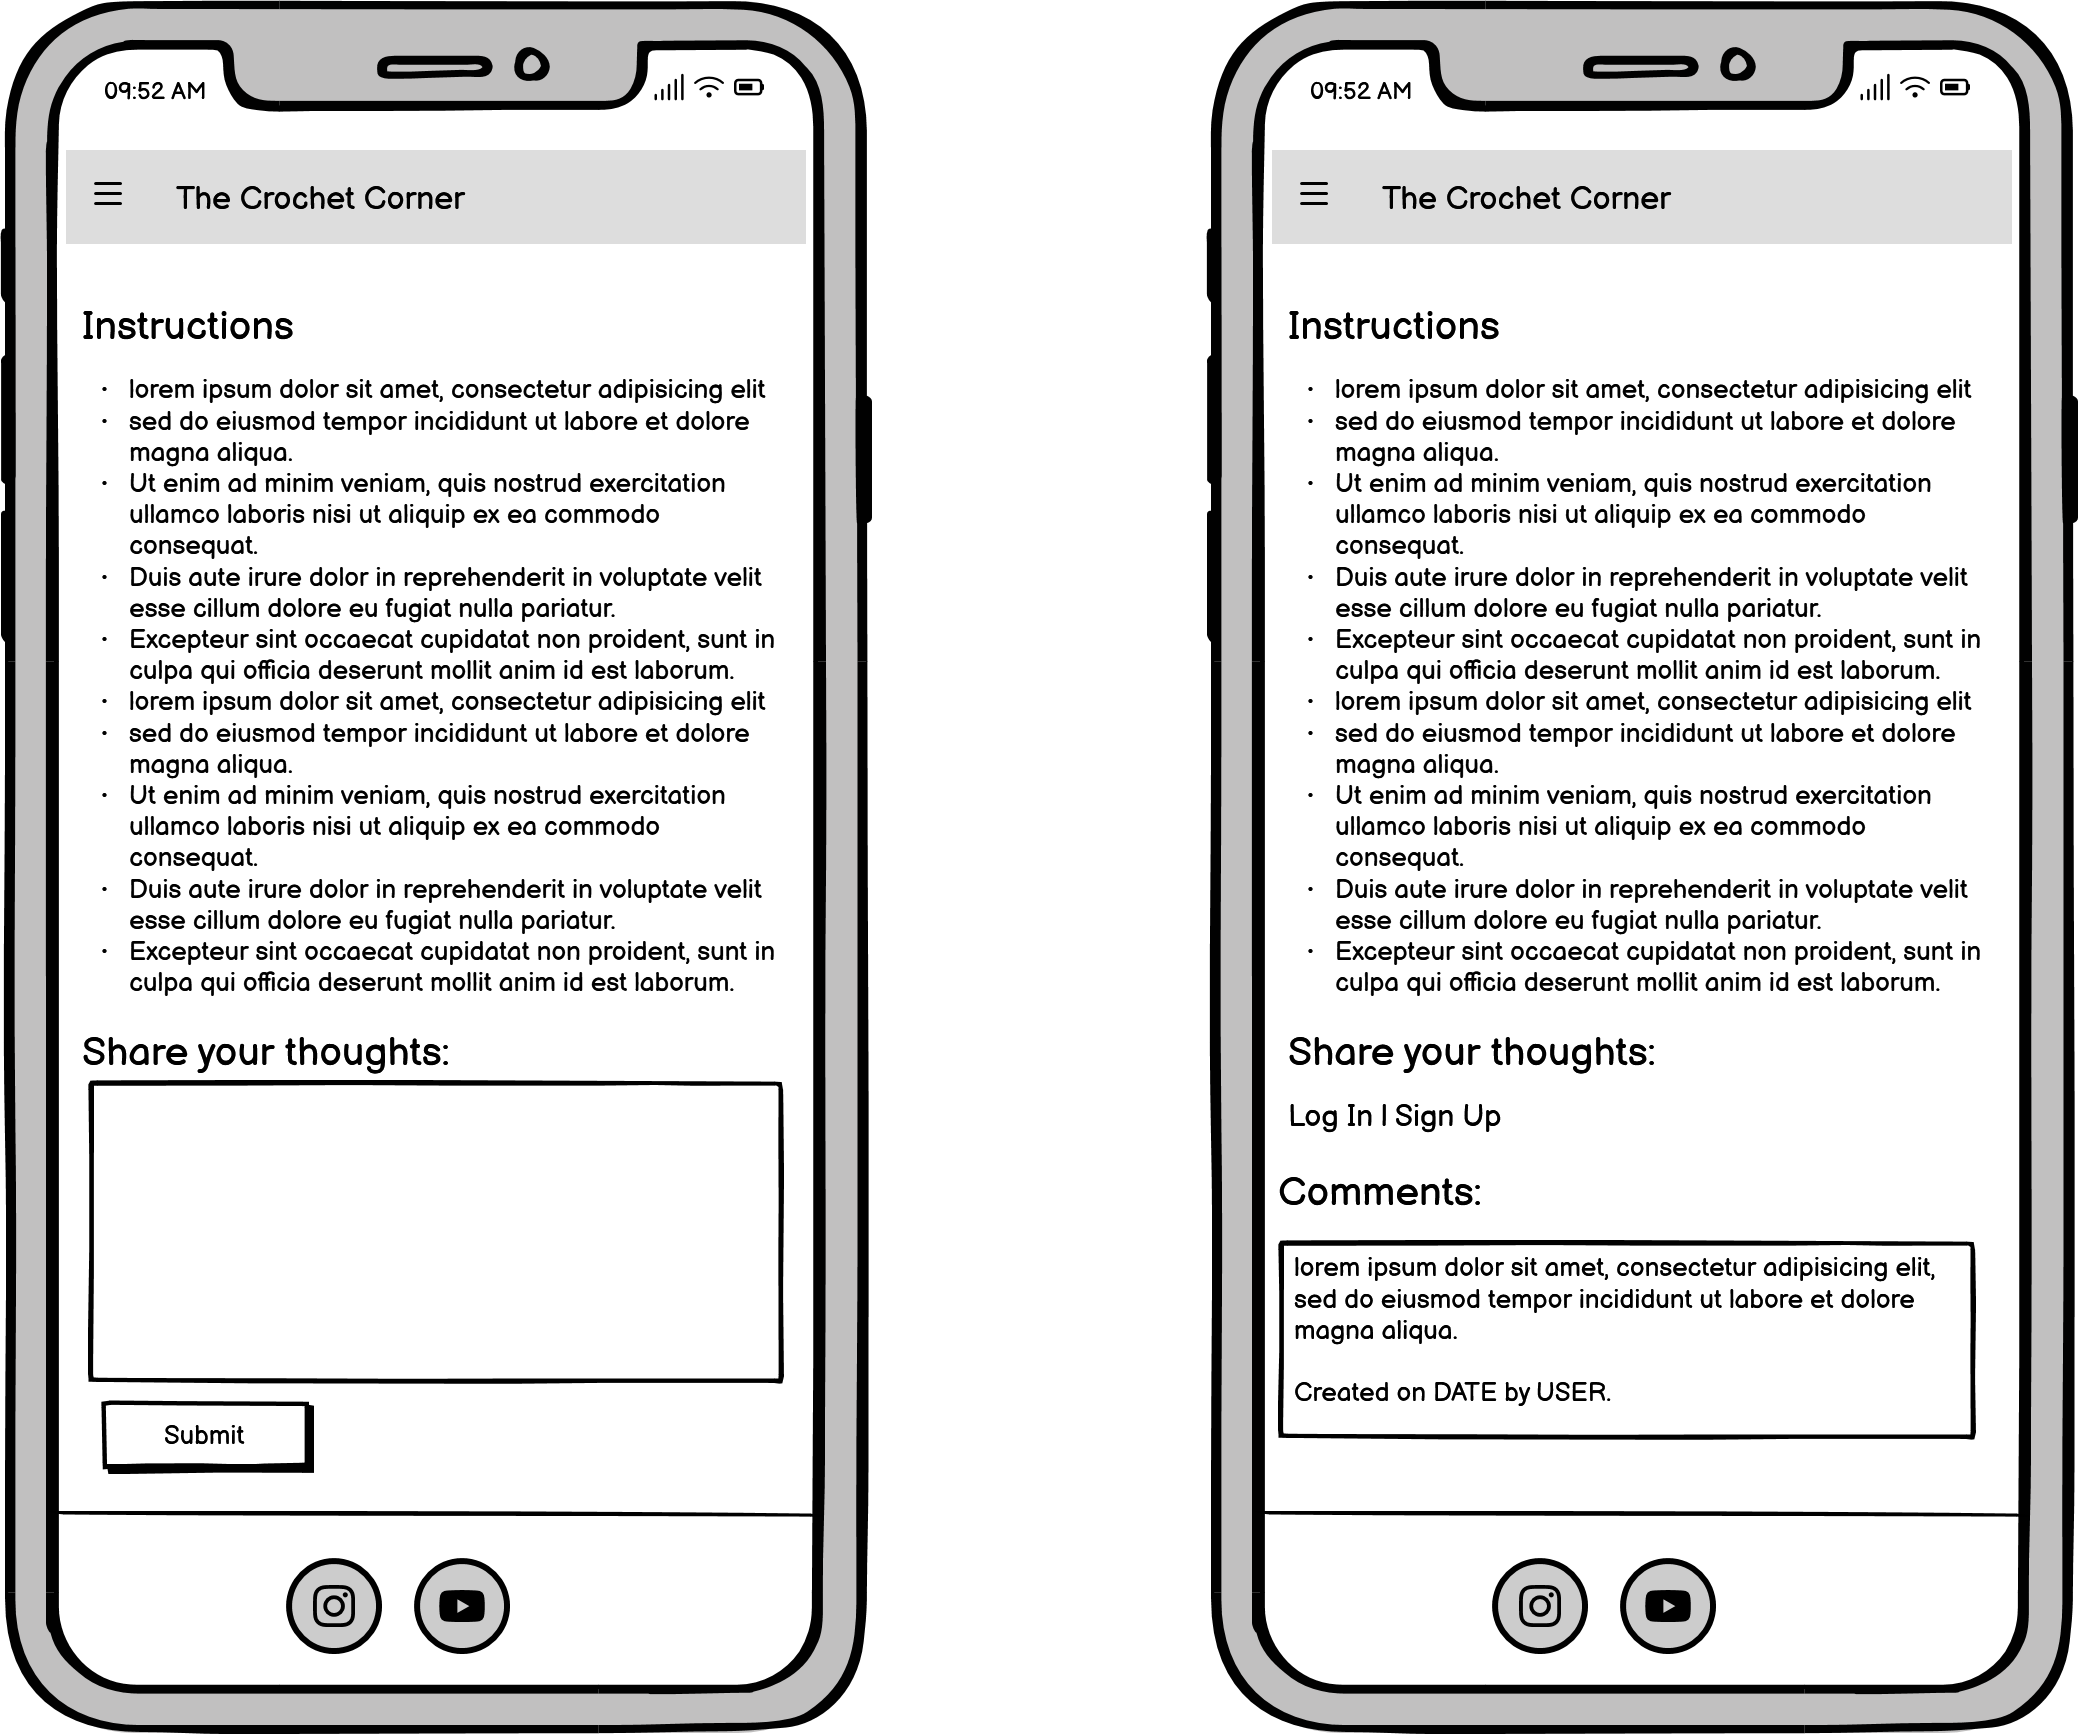 09:52 AM
The Crochet Corner
Instructions
• lorem ipsum dolor sit amet, consectetur adipisicing elit
• sed do eiusmod tempor incididunt ut labore et dolore
magna aliqua.
• Ut enim ad minim veniam, quis nostrud exercitation
ullamco laboris nisi ut aliquip ex ea commodo
consequat.
• Duis aute irure dolor in reprehenderit in voluptate velit
esse cillum dolore eu fugiat nulla pariatur.
• Excepteur sint occaecat cupidatat non proident, sunt in
culpa qui officia deserunt mollit anim id est laborum.
• lorem ipsum dolor sit amet, consectetur adipisicing elit
• sed do eiusmod tempor incididunt ut labore et dolore
magna aliqua.
• Ut enim ad minim veniam, quis nostrud exercitation
ullamco laboris nisi ut aliquip ex ea commodo
consequat.
• Duis aute irure dolor in reprehenderit in voluptate velit
esse cillum dolore eu fugiat nulla pariatur.
• Excepteur sint occaecat cupidatat non proident, sunt in
culpa qui officia deserunt mollit anim id est laborum.
Share your thoughts:
Submit
09:52 AM
The Crochet Corner
Instructions
• lorem ipsum dolor sit amet, consectetur adipisicing elit
• sed do eiusmod tempor incididunt ut labore et dolore
magna aliqua.
• Ut enim ad minim veniam, quis nostrud exercitation
ullamco laboris nisi ut aliquip ex ea commodo
consequat.
• Duis aute irure dolor in reprehenderit in voluptate velit
esse cillum dolore eu fugiat nulla pariatur.
• Excepteur sint occaecat cupidatat non proident, sunt in
culpa qui officia deserunt mollit anim id est laborum.
• lorem ipsum dolor sit amet, consectetur adipisicing elit
• sed do eiusmod tempor incididunt ut labore et dolore
magna aliqua.
• Ut enim ad minim veniam, quis nostrud exercitation
ullamco laboris nisi ut aliquip ex ea commodo
consequat.
• Duis aute irure dolor in reprehenderit in voluptate velit
esse cillum dolore eu fugiat nulla pariatur.
• Excepteur sint occaecat cupidatat non proident, sunt in
culpa qui officia deserunt mollit anim id est laborum.
Share your thoughts:
Log In | Sign Up
Comments:
lorem ipsum dolor sit amet, consectetur adipisicing elit,
sed do eiusmod tempor incididunt ut labore et dolore
magna aliqua.
Created on DATE by USER.